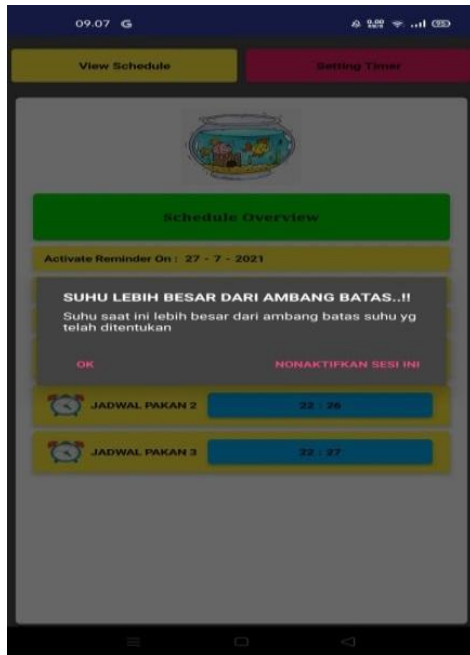 09.07 G
View Schedule
Setting Timer
Schedule Overview
Activate Reminder On : 27 - 7 - 2021
SUHU LEBIH BESAR DARI AMBANG BATAS..!!
Suhu saat ini lebih besar dari ambang batas suhu yg
telah ditentukan
OK
NONAKTIFKAN SESI INI
JADWAL PAKAN 2
22 : 26
JADWAL PAKAN 3
22 : 27